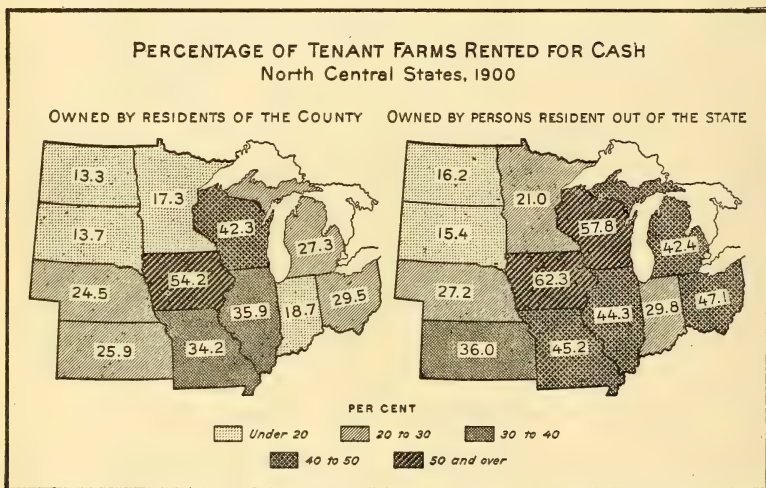 PERCENTAGE OF TENANT FARMS RENTED FOR CASH
North Central States, 1900
OWNED BY RESIDENTS OF THE COUNTY
13.3
17.3
13.7
42.3
27.3
24.5
54.2
35.9
18.7
29.5
25.9
34.2
OWNED BY PERSONS RESIDENT OUT OF THE STATE
16.2
21.0
15.4
57.8
42.4
27.2
62.3
44.3
29.8
47.1
36.0
45.2
PER CENT
Under 20
20 to 30
30 to 40
40 to 50
50 and over